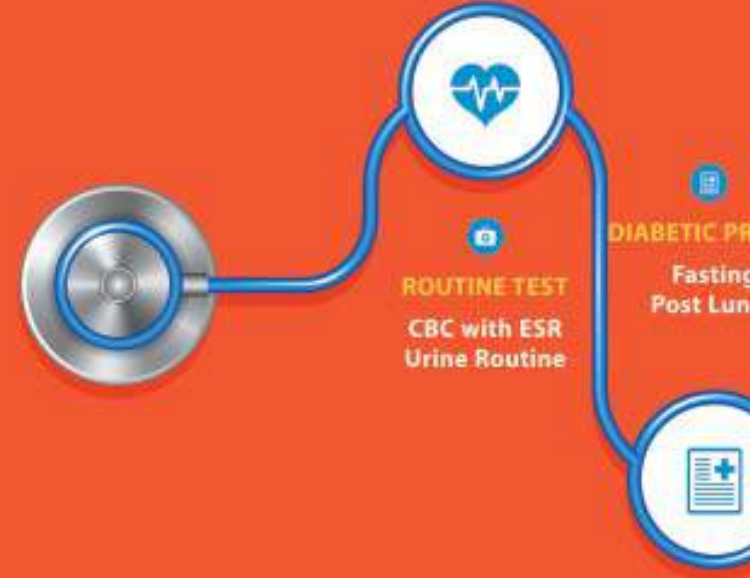 ROUTINE TEST
CBC with ESR
Urine Routine
DIABETIC PR
Fasting
Post Lun